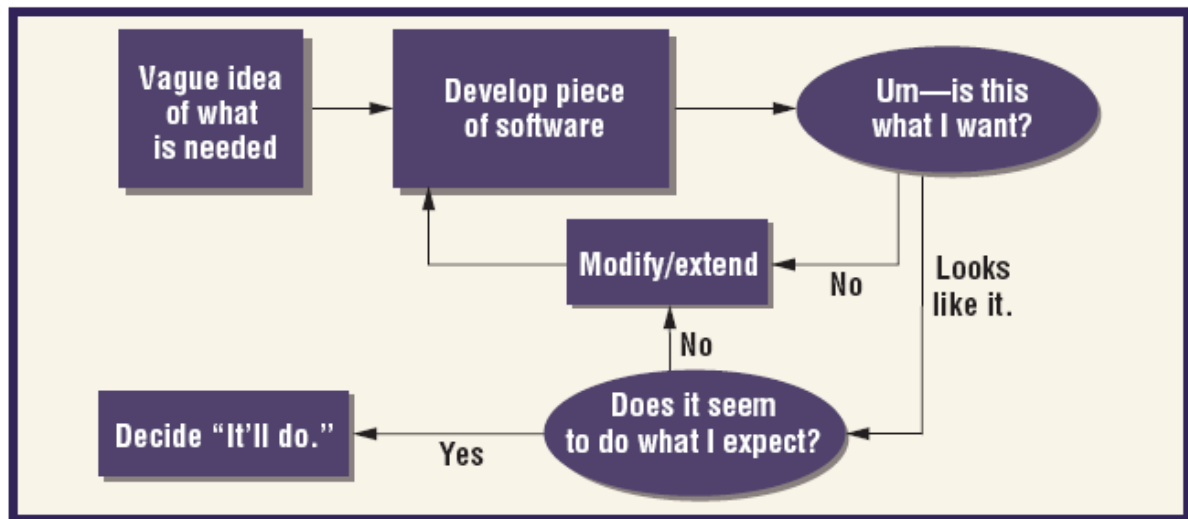 Vague idea
of what
is needed
Develop piece
of software
Um—is this
what I want?
Modify/extend
No
Looks
like it.
No
Does it seem
to do what I expect?
Yes
Decide “It’ll do.”